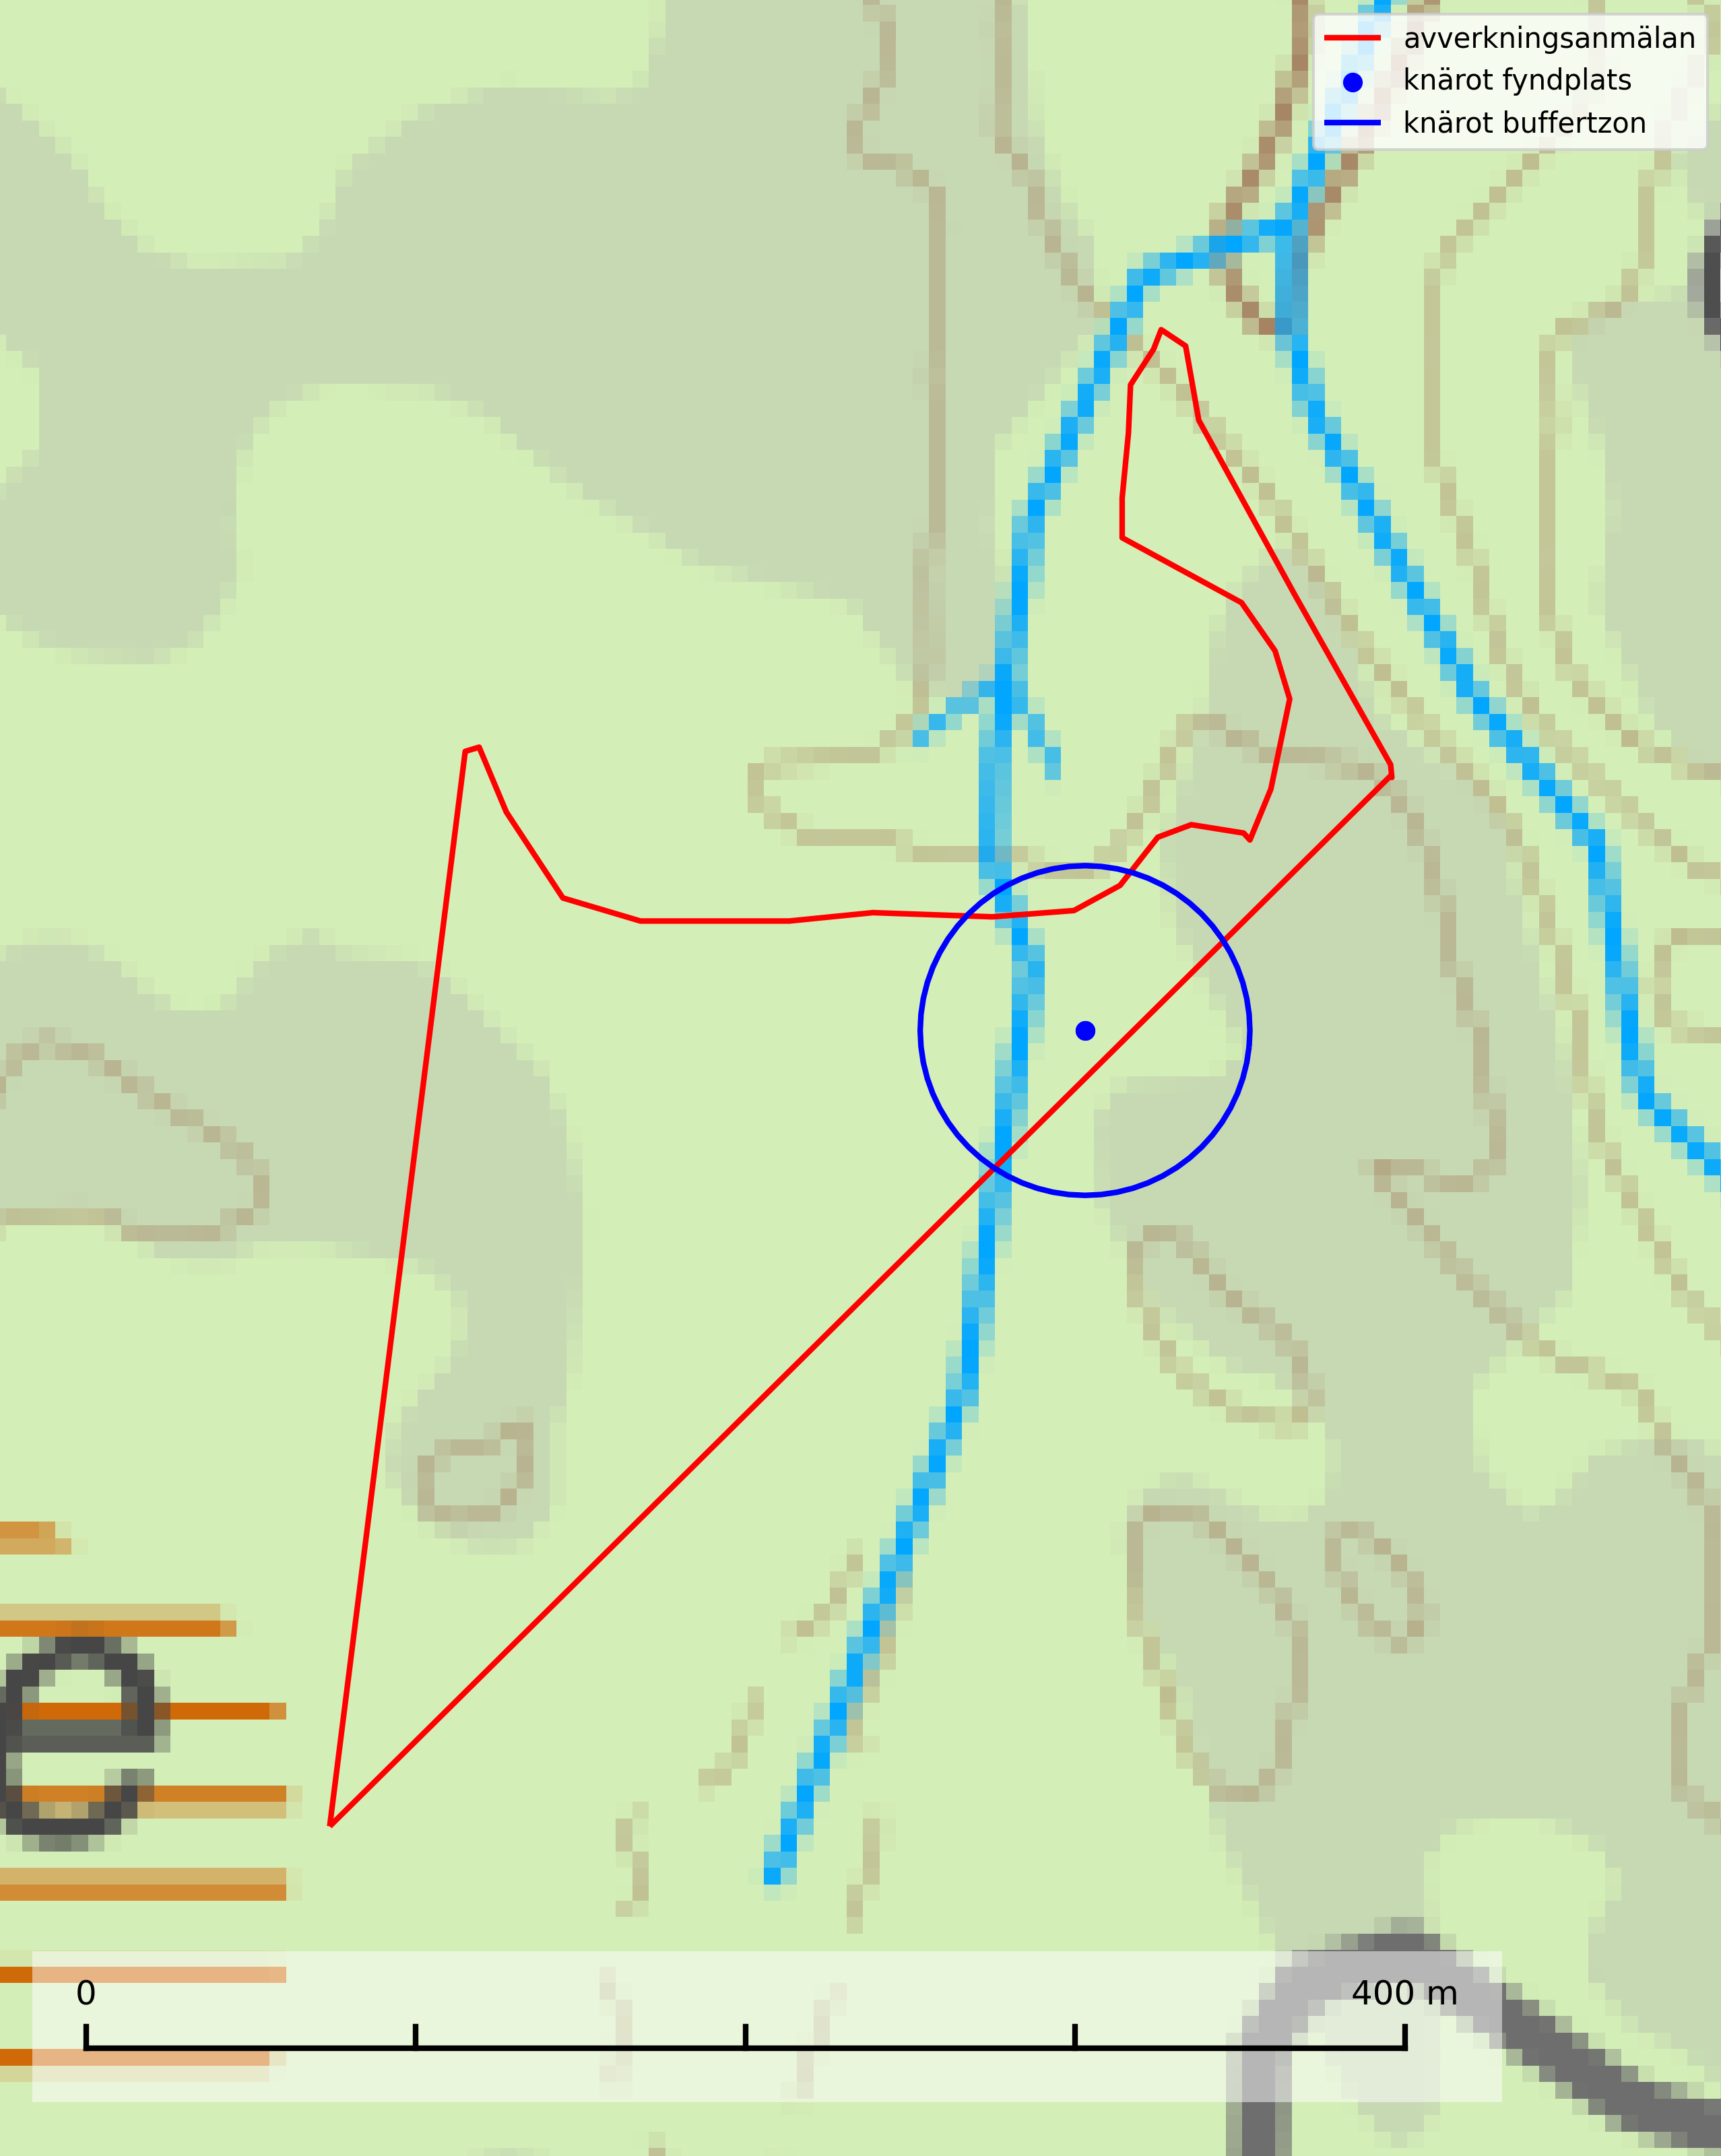 avverkningsanmälan
knärot fyndplats
knärot buffertzon
e
0 400 m